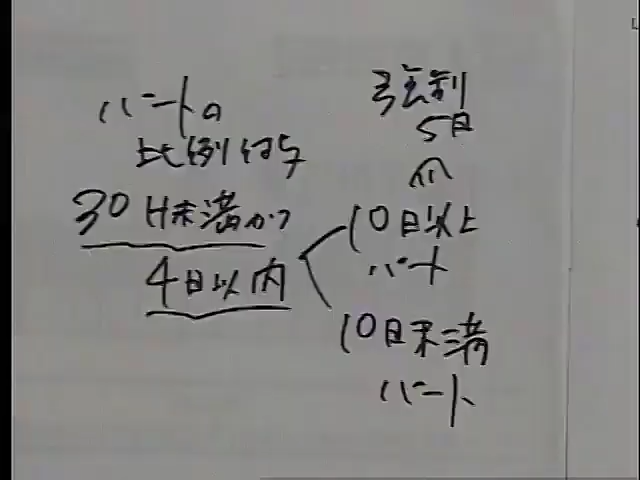 パートの
比例付与
30H未満かつ
4日以内
強制
5日
10日以上
パート
10日未満
パート